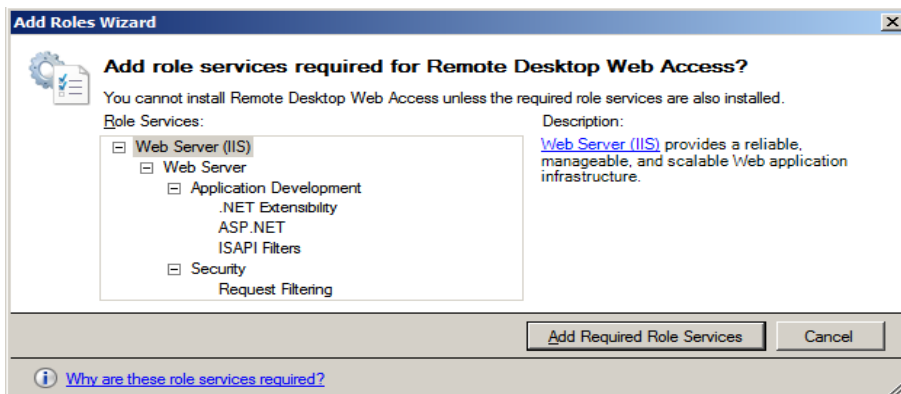 Add Roles Wizard
Add role services required for Remote Desktop Web Access?
You cannot install Remote Desktop Web Access unless the required role services are also installed.
Role Services:
Web Server (IIS)
Web Server
Application Development
.NET Extensibility
ASP.NET
ISAPI Filters
Security
Request Filtering
Description:
Web Server (IIS) provides a reliable,
manageable, and scalable Web application
infrastructure.
Add Required Role Services
Cancel
Why are these role services required?